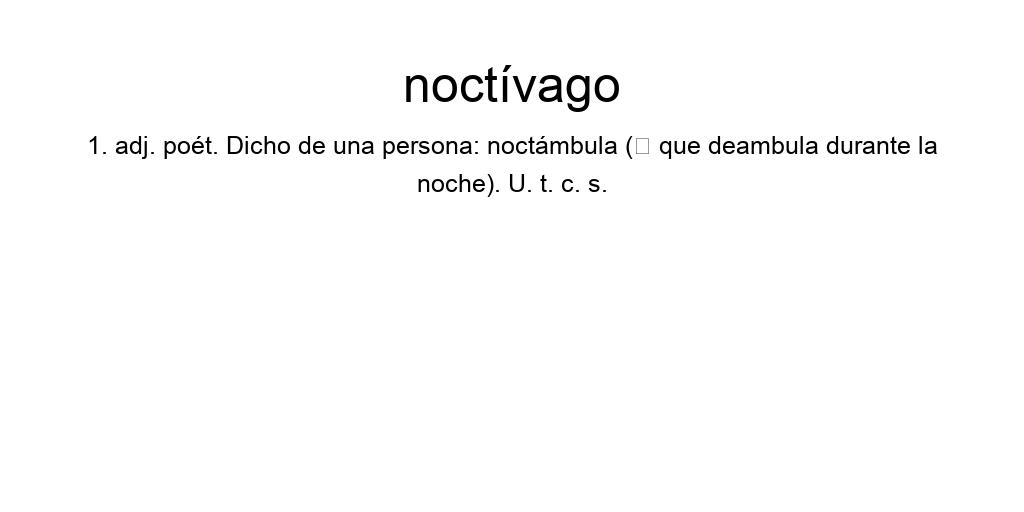 noctívago
1. adj. poét. Dicho de una persona: noctámbula (□ que deambula durante la
noche). U. t. c. s.